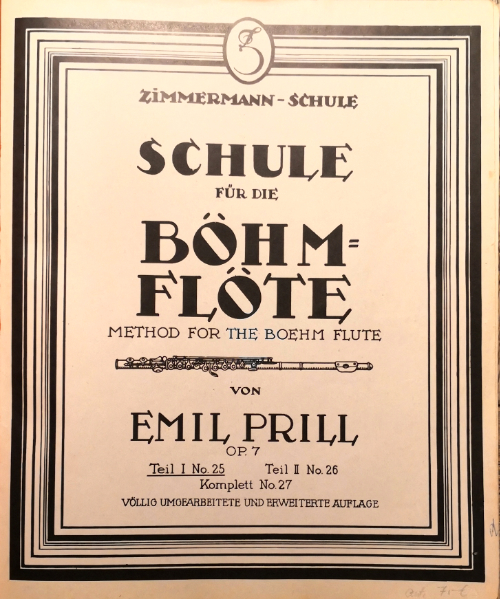 ZIMMERMANN-SCHULE
SCHULE
FÜR DIE
BÖHM=
FLÖTE
METHOD FOR THE BOEHM FLUTE
VON
EMIL PRILL
OP. 7
Teil I No. 25 Teil II No. 26
Komplett No. 27
VÖLLIG UMGEARBEITETE UND ERWEITERTE AUFLAGE